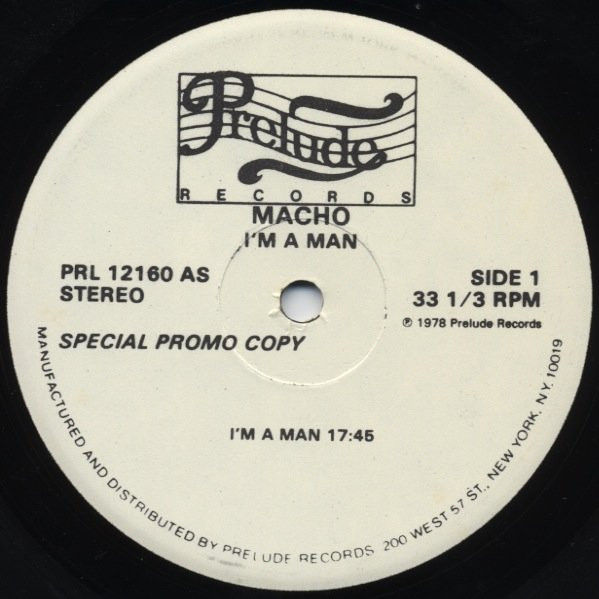 Prelude
RECORDS
MACHO
I'M A MAN
PRL 12160 AS
STEREO
SIDE 1
33 1/3 RPM
℗ 1978 Prelude Records
SPECIAL PROMO COPY
I'M A MAN 17:45
MANUFACTURED AND DISTRIBUTED BY PRELUDE RECORDS 200 WEST 57 ST., NEW YORK, NY. 10019